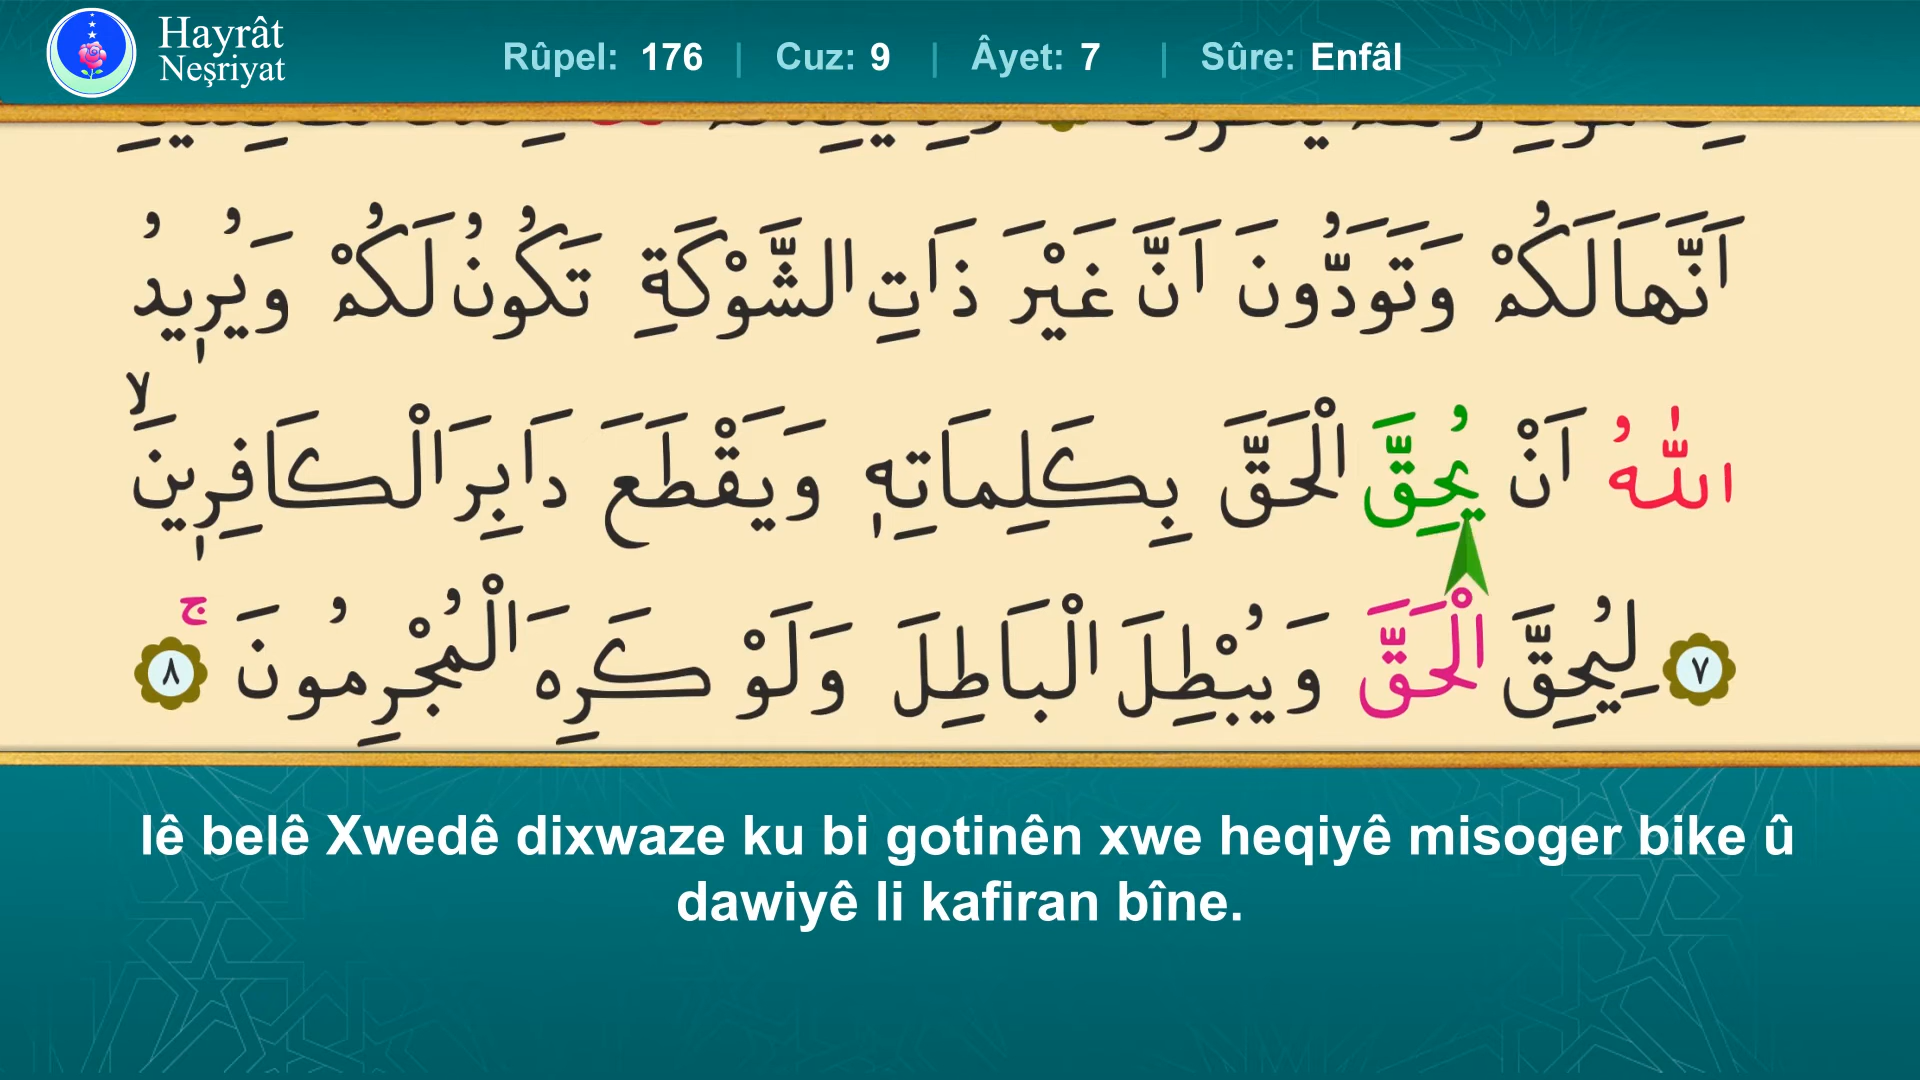 Hayrât
Neşriyat
Rûpel: 176 | Cuz: 9 | Âyet: 7 | Sûre: Enfâl
اَنَّهَا لَكُمْ وَتَوَدُّونَ اَنَّ غَيْرَ ذَاتِ الشَّوْكَةِ تَكُونُ لَكُمْ وَيُرٖيدُ
اللّٰهُ اَنْ يُحِقَّ الْحَقَّ بِكَلِمَاتِهٖ وَيَقْطَعَ دَابِرَ الْكَافِرٖينَۙ
٧ لِيُحِقَّ الْحَقَّ وَيُبْطِلَ الْبَاطِلَ وَلَوْ كَرِهَ الْمُجْرِمُونَۚ ٨
lê belê Xwedê dixwaze ku bi gotinên xwe heqiyê misoger bike û
dawiyê li kafiran bîne.